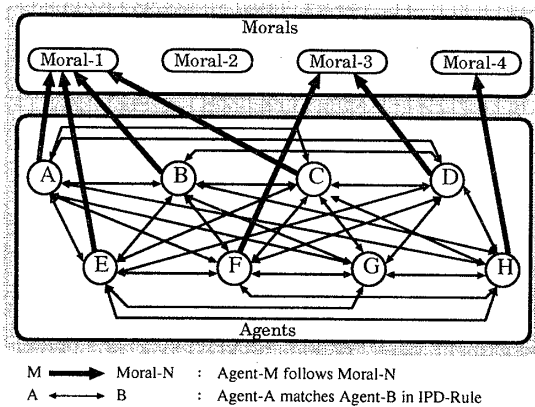 Morals
Moral-1 Moral-2 Moral-3 Moral-4
A B C D
E F G H
Agents
M Moral-N : Agent-M follows Moral-N
A B : Agent-A matches Agent-B in IPD-Rule